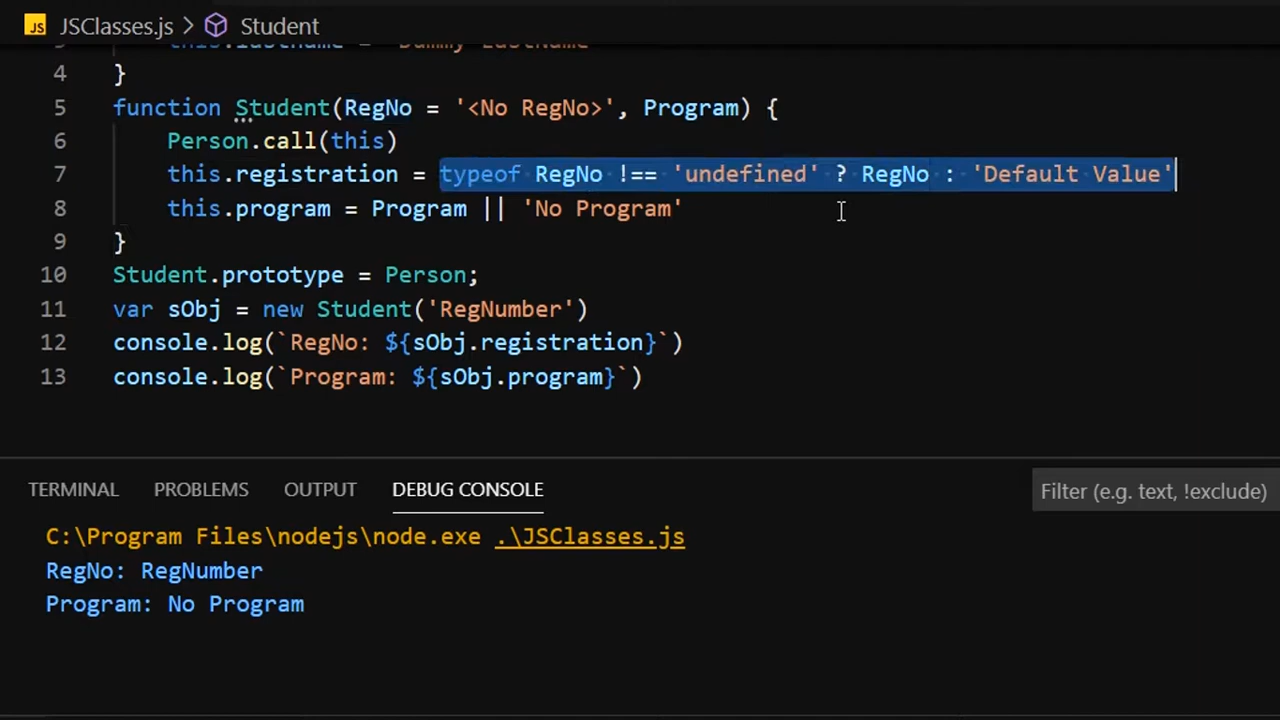 JS JSClasses.js > Student
4 }
5 function Student(RegNo = '<No RegNo>', Program) {
6 Person.call(this)
7 this.registration = typeof RegNo !== 'undefined' ? RegNo : 'Default Value'
8 this.program = Program || 'No Program'
9 }
10 Student.prototype = Person;
11 var sObj = new Student('RegNumber')
12 console.log(`RegNo: ${sObj.registration}`)
13 console.log(`Program: ${sObj.program}`)
TERMINAL PROBLEMS OUTPUT DEBUG CONSOLE Filter (e.g. text, !exclude)
C:\Program Files\nodejs\node.exe .\JSClasses.js
RegNo: RegNumber
Program: No Program